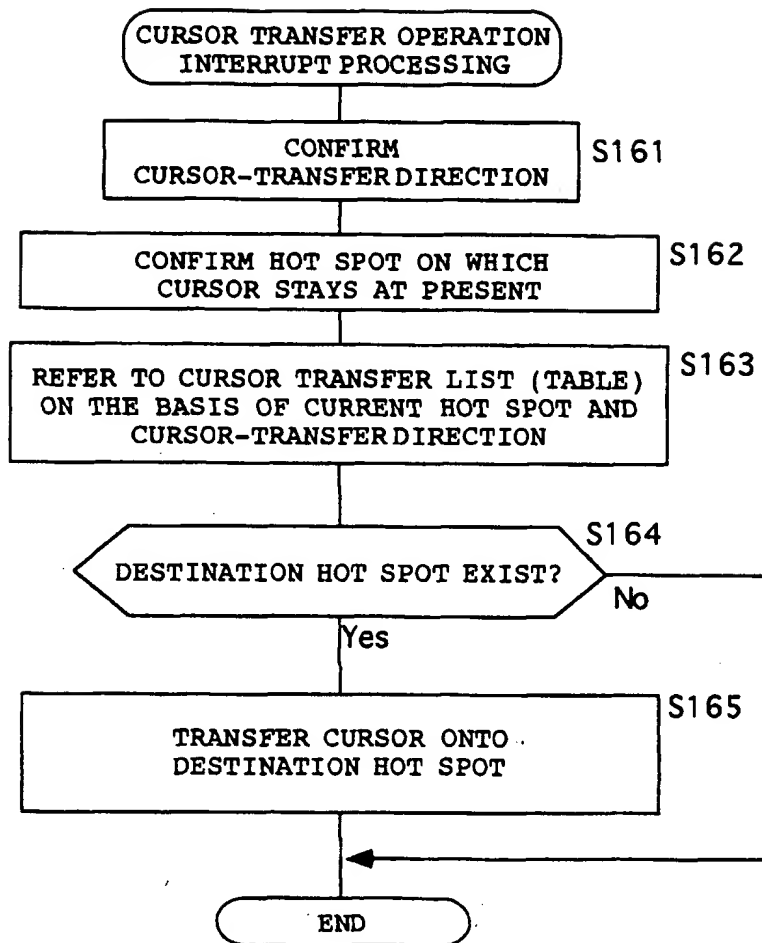 CURSOR TRANSFER OPERATION
INTERRUPT PROCESSING
CONFIRM
CURSOR-TRANSFER DIRECTION
S161
CONFIRM HOT SPOT ON WHICH
CURSOR STAYS AT PRESENT
S162
REFER TO CURSOR TRANSFER LIST (TABLE)
ON THE BASIS OF CURRENT HOT SPOT AND
CURSOR-TRANSFER DIRECTION
S163
S164
DESTINATION HOT SPOT EXIST?
No
Yes
TRANSFER CURSOR ONTO
DESTINATION HOT SPOT
S165
END